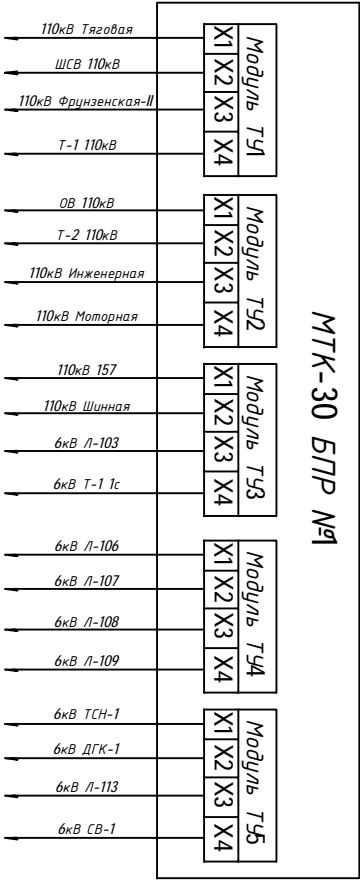 МТК-30 БПР №1
Модуль ТУ1
110кВ Тяговая X1
ШСВ 110кВ X2
110кВ Фрунзенская-II X3
Т-1 110кВ X4
Модуль ТУ2
ОВ 110кВ X1
Т-2 110кВ X2
110кВ Инженерная X3
110кВ Моторная X4
Модуль ТУ3
110кВ 157 X1
110кВ Шинная X2
6кВ Л-103 X3
6кВ Т-1 1с X4
Модуль ТУ4
6кВ Л-106 X1
6кВ Л-107 X2
6кВ Л-108 X3
6кВ Л-109 X4
Модуль ТУ5
6кВ ТСН-1 X1
6кВ ДГК-1 X2
6кВ Л-113 X3
6кВ СВ-1 X4